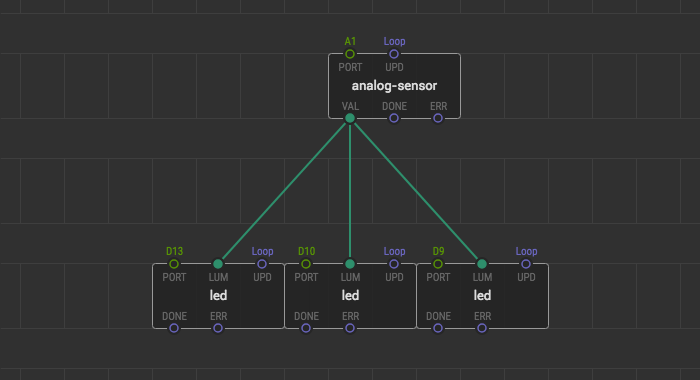 A1 Loop
PORT UPD
analog-sensor
VAL DONE ERR
D13 Loop D10 Loop D9 Loop
PORT LUM UPD PORT LUM UPD PORT LUM UPD
led led led
DONE ERR DONE ERR DONE ERR